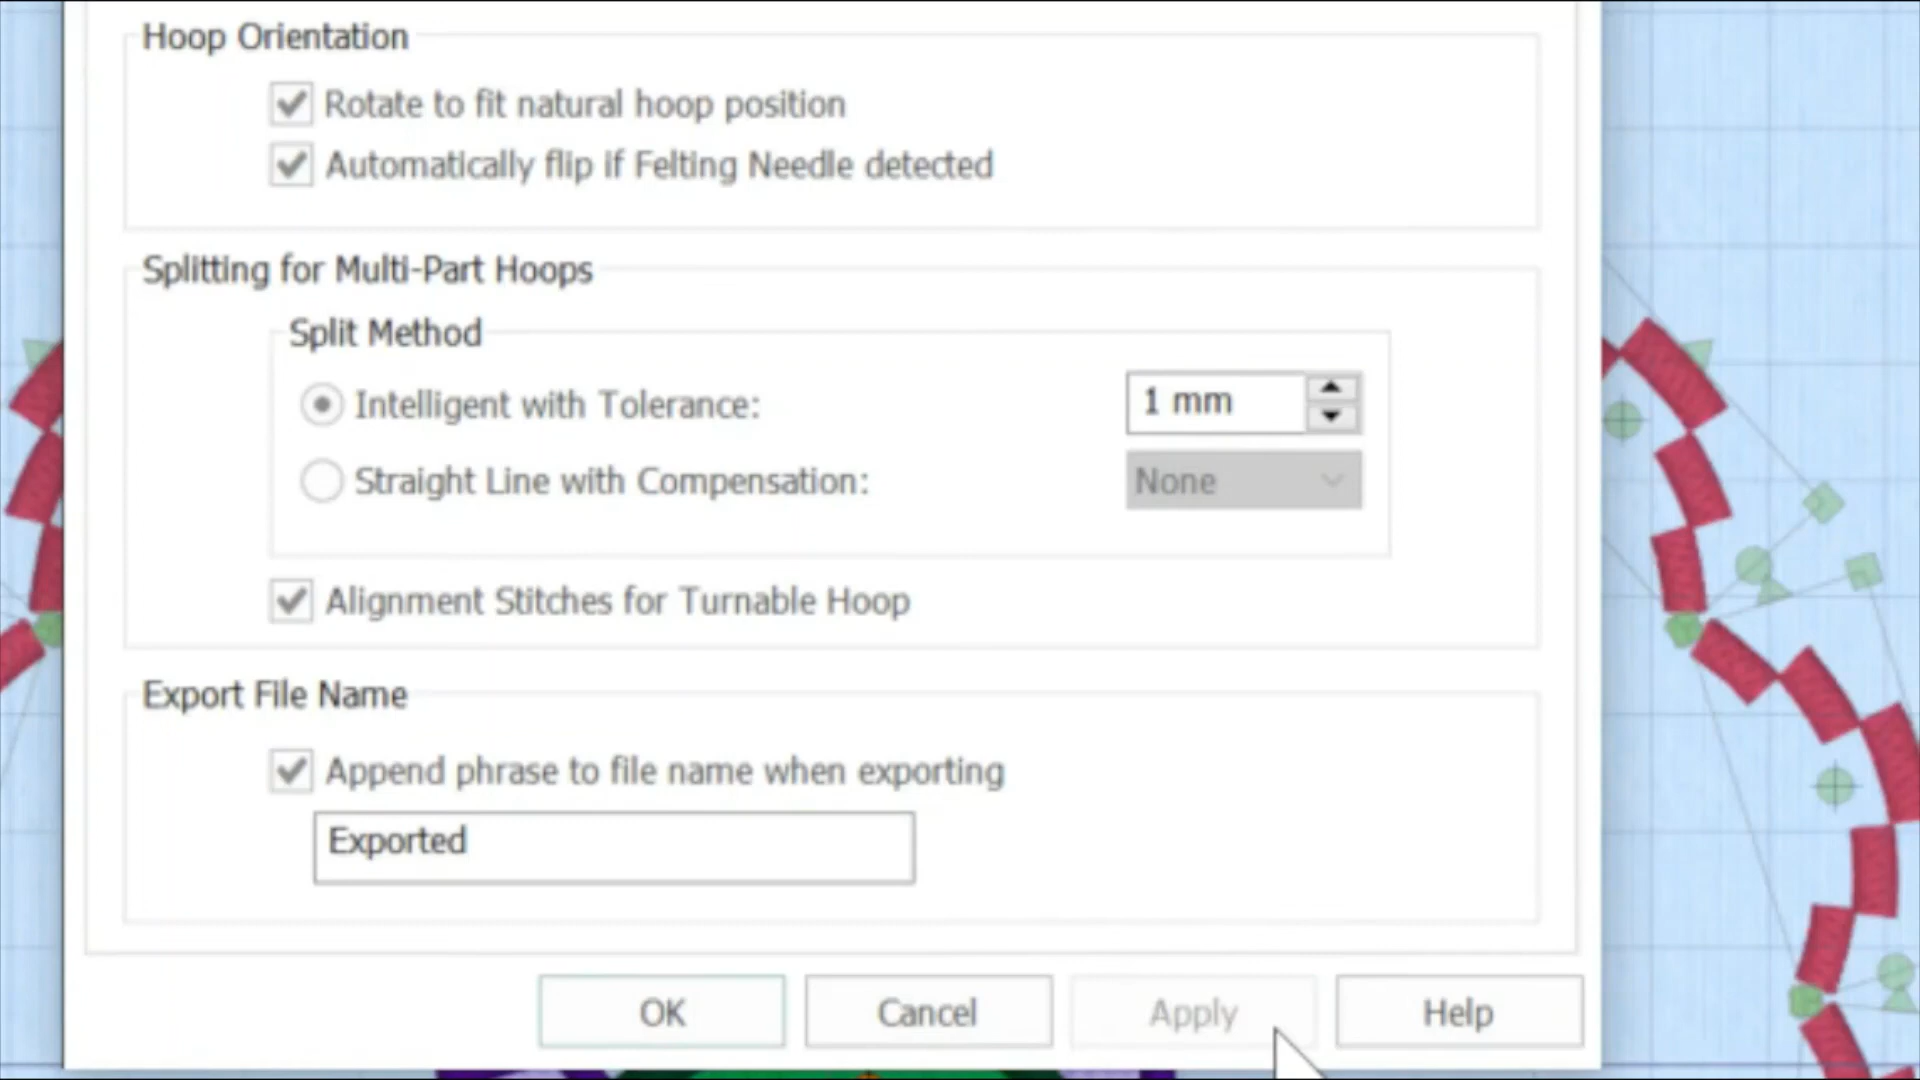 Hoop Orientation
Rotate to fit natural hoop position
Automatically flip if Felting Needle detected
Splitting for Multi-Part Hoops
Split Method
Intelligent with Tolerance: 1 mm
Straight Line with Compensation: None
Alignment Stitches for Turnable Hoop
Export File Name
Append phrase to file name when exporting
Exported
OK Cancel Apply Help